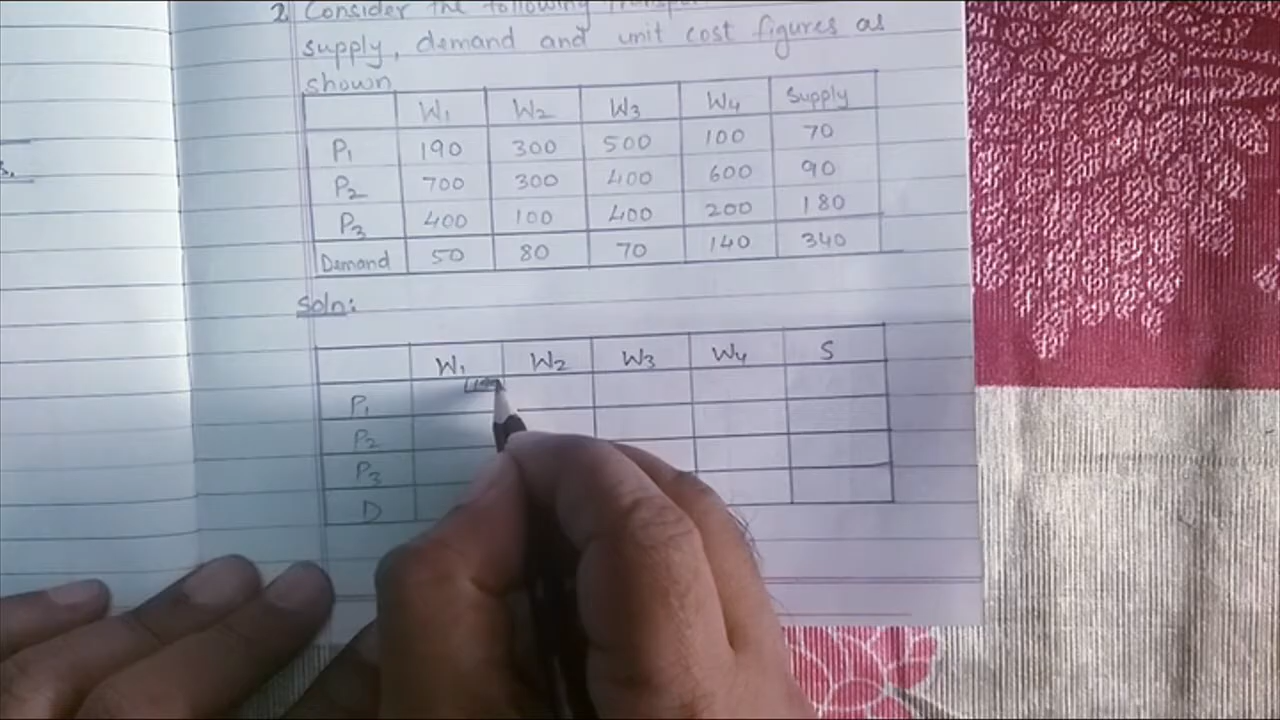 2 Consider the following Transpor
supply, demand and unit cost figures as
shown
W1 W2 W3 W4 Supply
P1 190 300 500 100 70
P2 700 300 400 600 90
P3 400 100 400 200 180
Demand 50 80 70 140 340
Soln:
W1 W2 W3 W4 S
P1
P2
P3
D